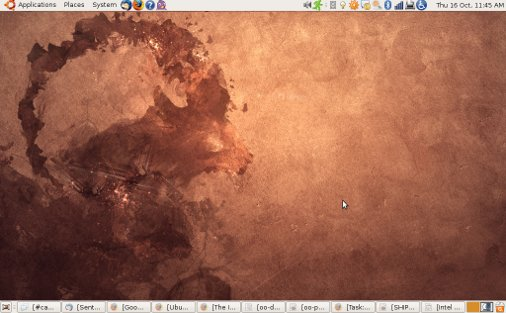 Applications Places System Thu 16 Oct, 11:45 AM
[#ca... [Sent... [Goo... [Ubu... [The I... [oo-d... [oo-p... [Task:... [SHIP... [Intel ...